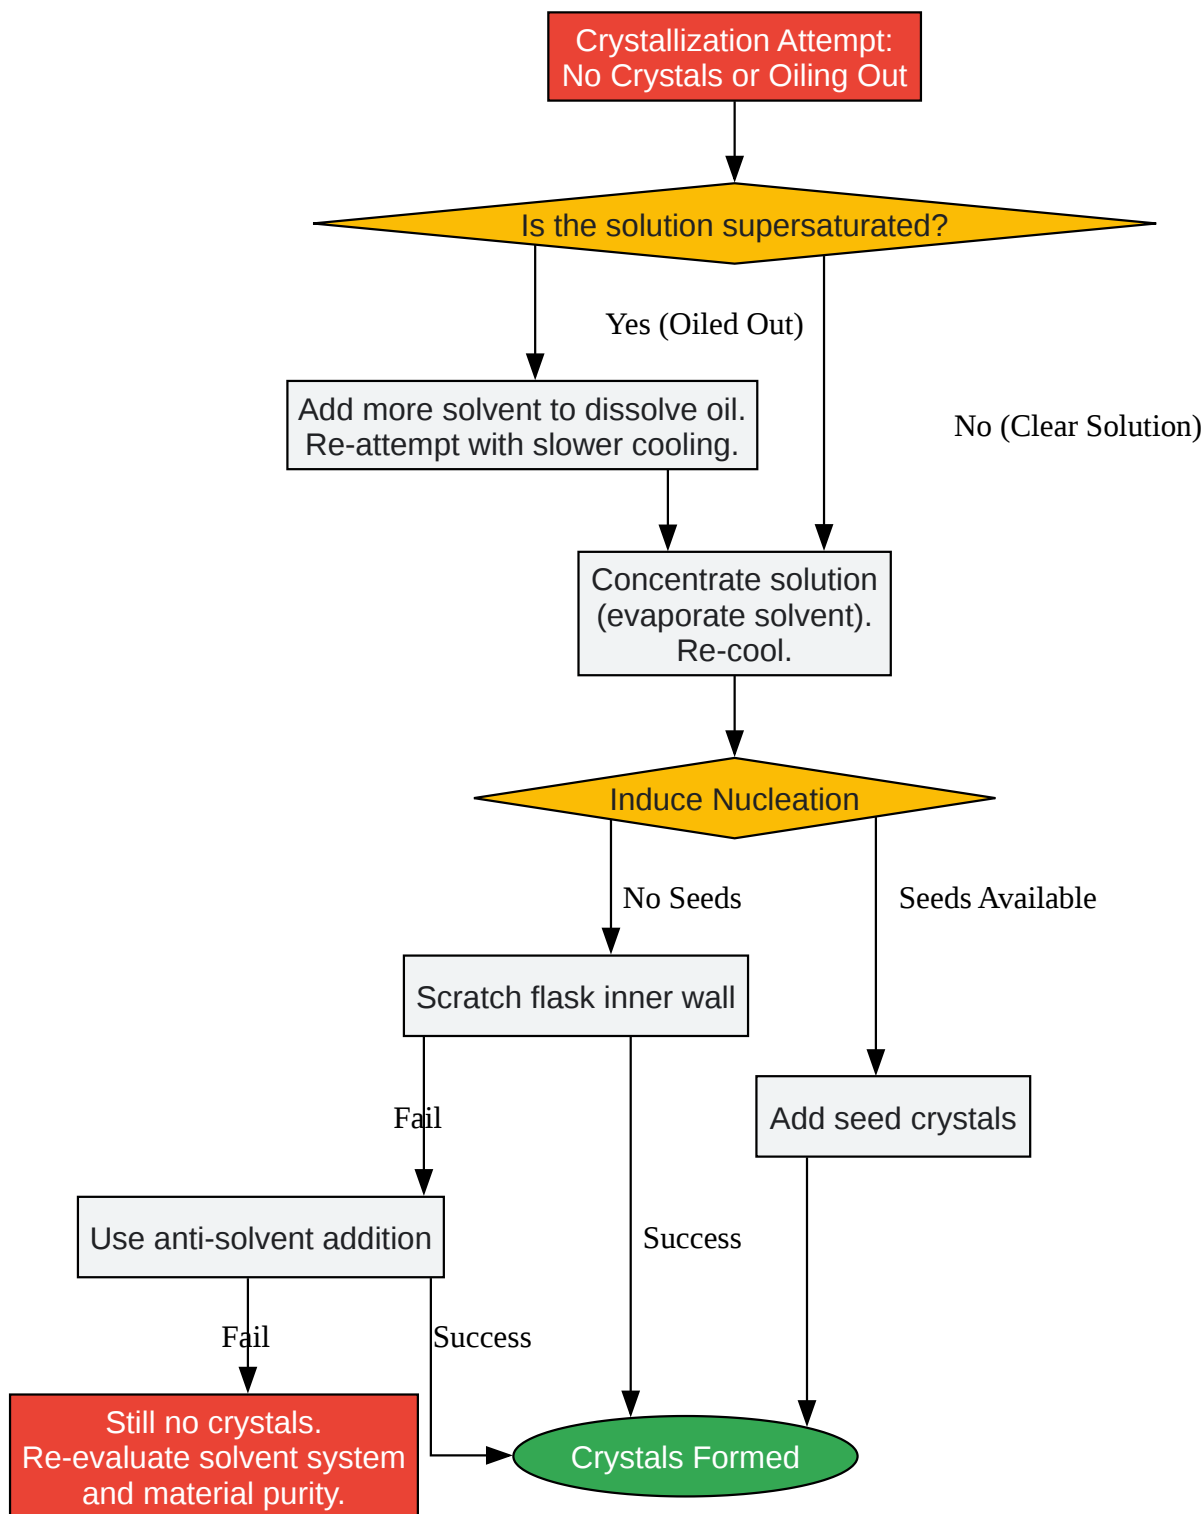 Crystallization Attempt:
No Crystals or Oiling Out
Is the solution supersaturated?
Yes (Oiled Out)
Add more solvent to dissolve oil.
Re-attempt with slower cooling.
No (Clear Solution)
Concentrate solution
(evaporate solvent).
Re-cool.
Induce Nucleation
No Seeds
Seeds Available
Scratch flask inner wall
Fail
Add seed crystals
Use anti-solvent addition
Success
Fail
Success
Still no crystals.
Re-evaluate solvent system
and material purity.
Crystals Formed